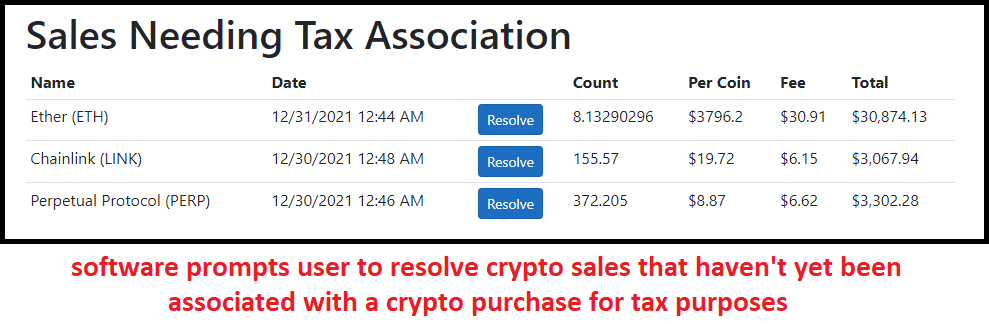 Sales Needing Tax Association
Name Date Count Per Coin Fee Total
Ether (ETH) 12/31/2021 12:44 AM Resolve 8.13290296 $3796.2 $30.91 $30,874.13
Chainlink (LINK) 12/30/2021 12:48 AM Resolve 155.57 $19.72 $6.15 $3,067.94
Perpetual Protocol (PERP) 12/30/2021 12:46 AM Resolve 372.205 $8.87 $6.62 $3,302.28
software prompts user to resolve crypto sales that haven't yet been
associated with a crypto purchase for tax purposes